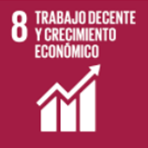 8 TRABAJO DECENTE
Y CRECIMIENTO
ECONÓMICO